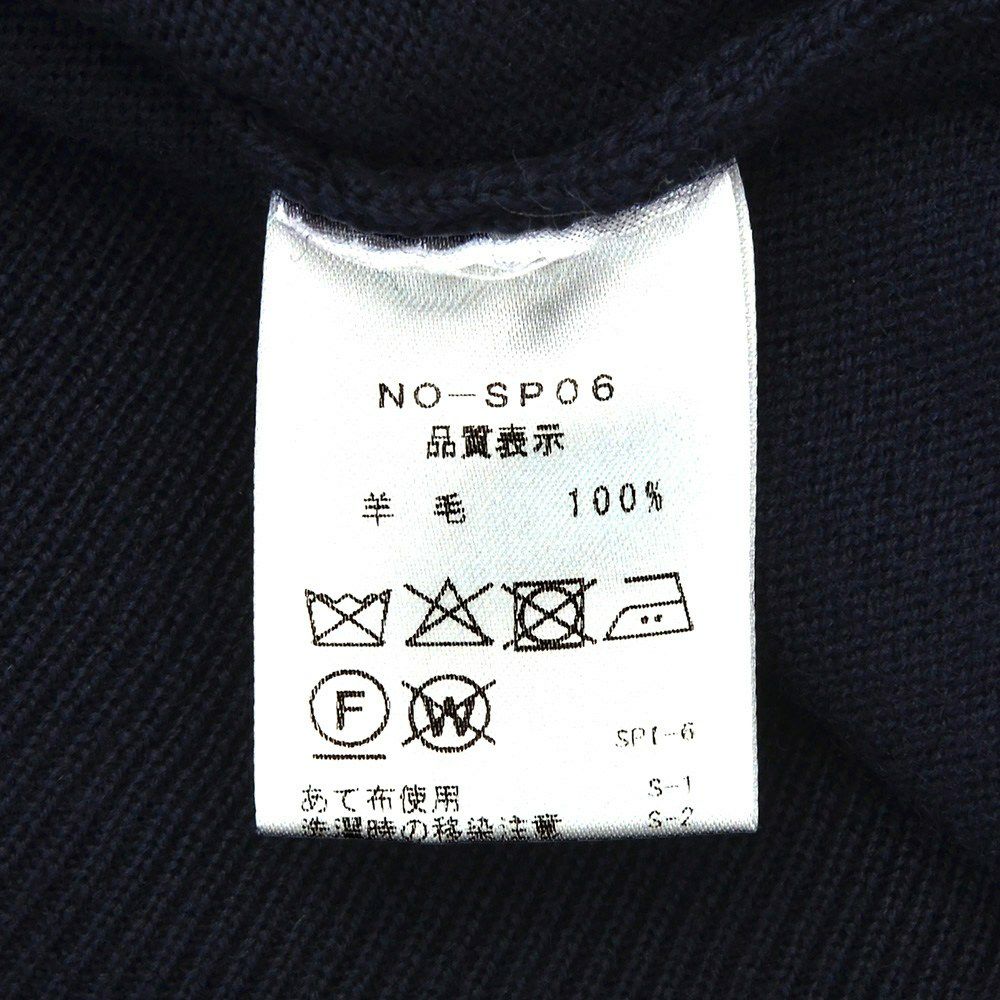 NO-SP06
品質表示
羊毛 100%
F W
SP1-6
あて布使用 S-1
洗濯時の移染注意 S-2